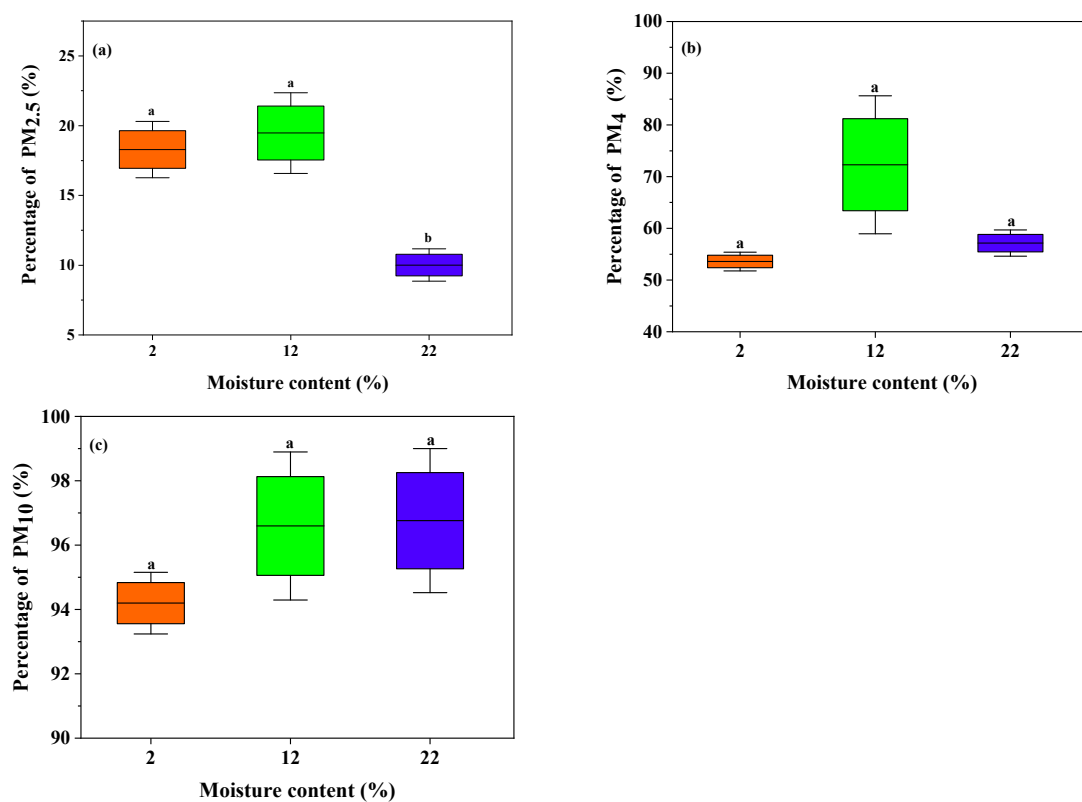 (a)
Percentage of PM2.5 (%)
25
20
15
10
5
a
a
b
2
12
22
Moisture content (%)
(b)
Percentage of PM4 (%)
100
90
80
70
60
50
40
a
a
a
2
12
22
Moisture content (%)
(c)
Percentage of PM10 (%)
100
98
96
94
92
90
a
a
a
2
12
22
Moisture content (%)